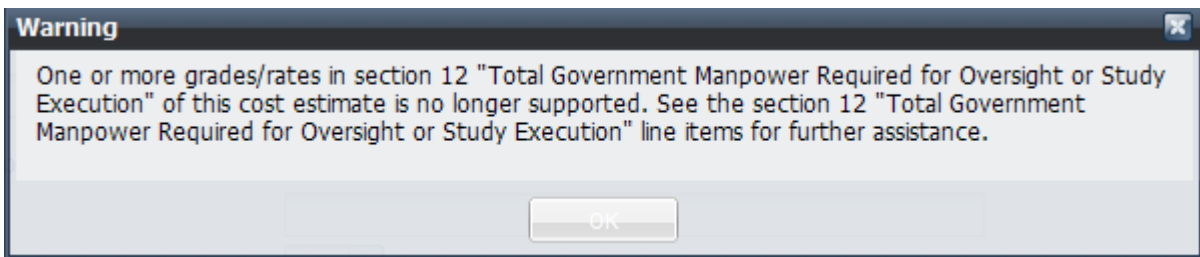 Warning
One or more grades/rates in section 12 "Total Government Manpower Required for Oversight or Study
Execution" of this cost estimate is no longer supported. See the section 12 "Total Government
Manpower Required for Oversight or Study Execution" line items for further assistance.
OK